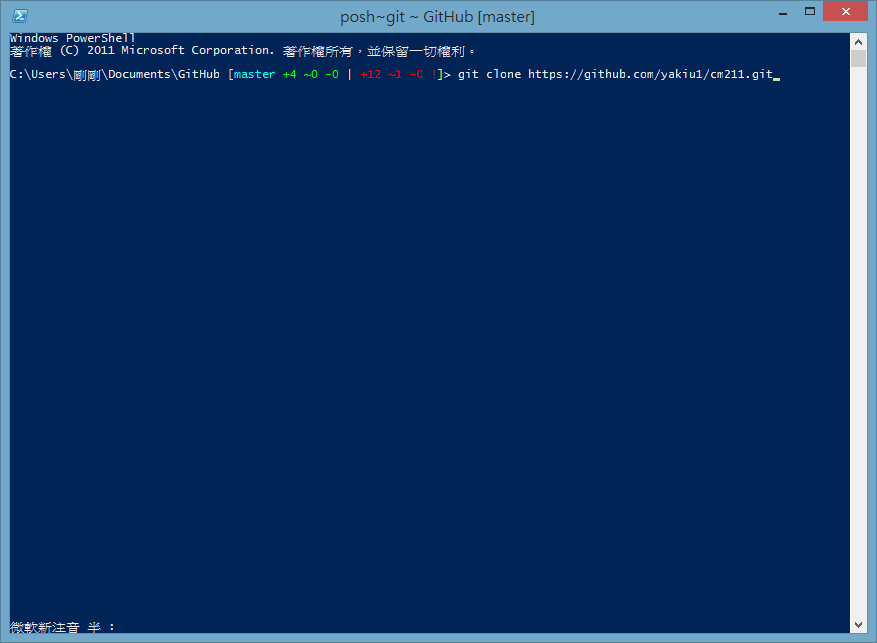 posh~git ~ GitHub [master]
Windows PowerShell
著作權 (C) 2011 Microsoft Corporation. 著作權所有，並保留一切權利。
C:\Users\剛剛\Documents\GitHub [master +4 ~0 -0 | +12 ~1 -0 !]> git clone https://github.com/yakiu1/cm211.git_
微軟新注音 半 :